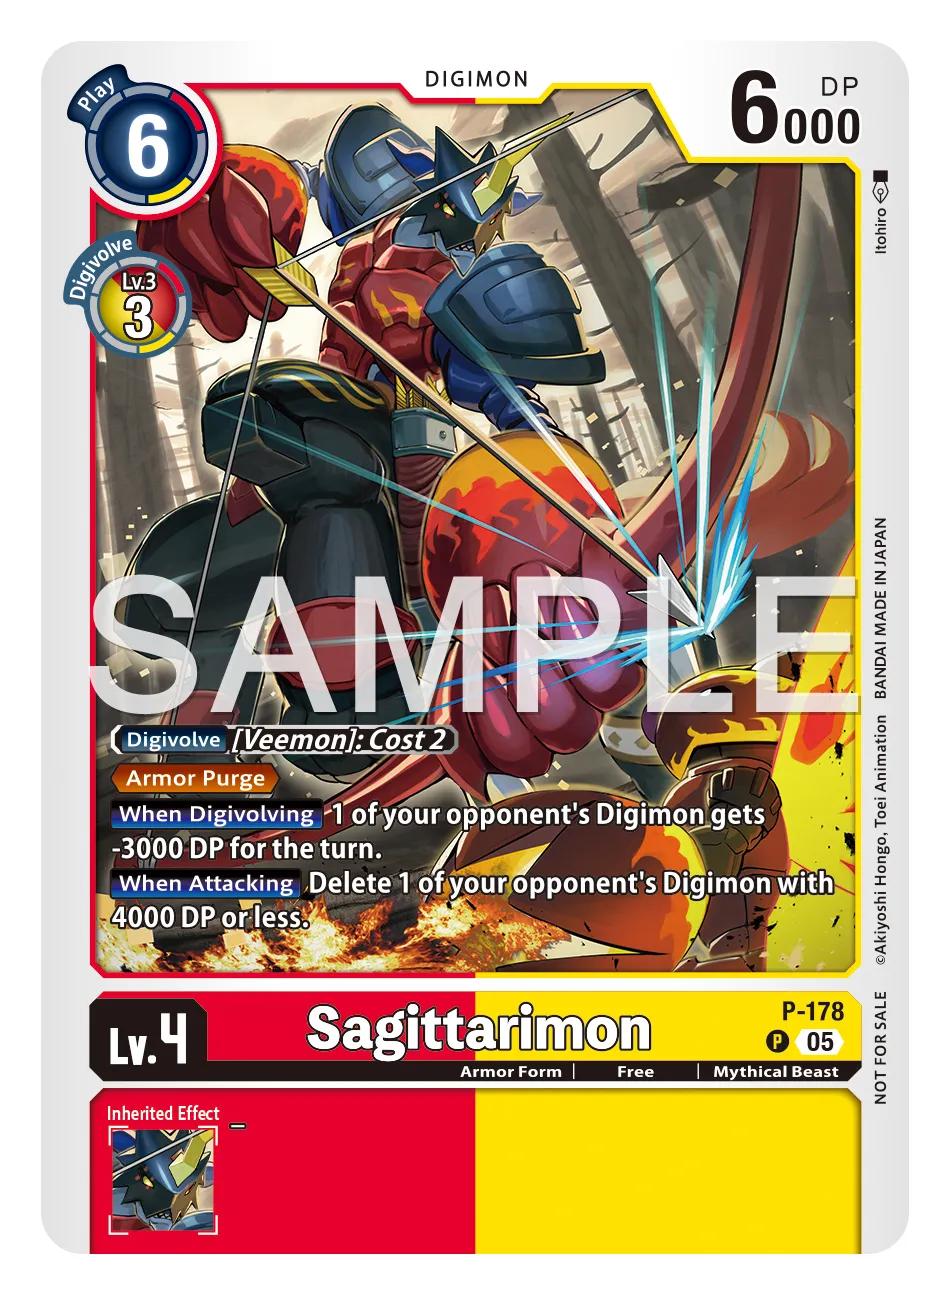 DIGIMON
Play
6
DP
6000
Digivolve
Lv.3
3
Itohiro
SAMPLE
Digivolve [Veemon]: Cost 2
Armor Purge
When Digivolving 1 of your opponent's Digimon gets
-3000 DP for the turn.
When Attacking Delete 1 of your opponent's Digimon with
4000 DP or less.
©Akiyoshi Hongo, Toei Animation BANDAI MADE IN JAPAN
Lv.4
Sagittarimon
P-178
P 05
Armor Form | Free | Mythical Beast
NOT FOR SALE
Inherited Effect
-